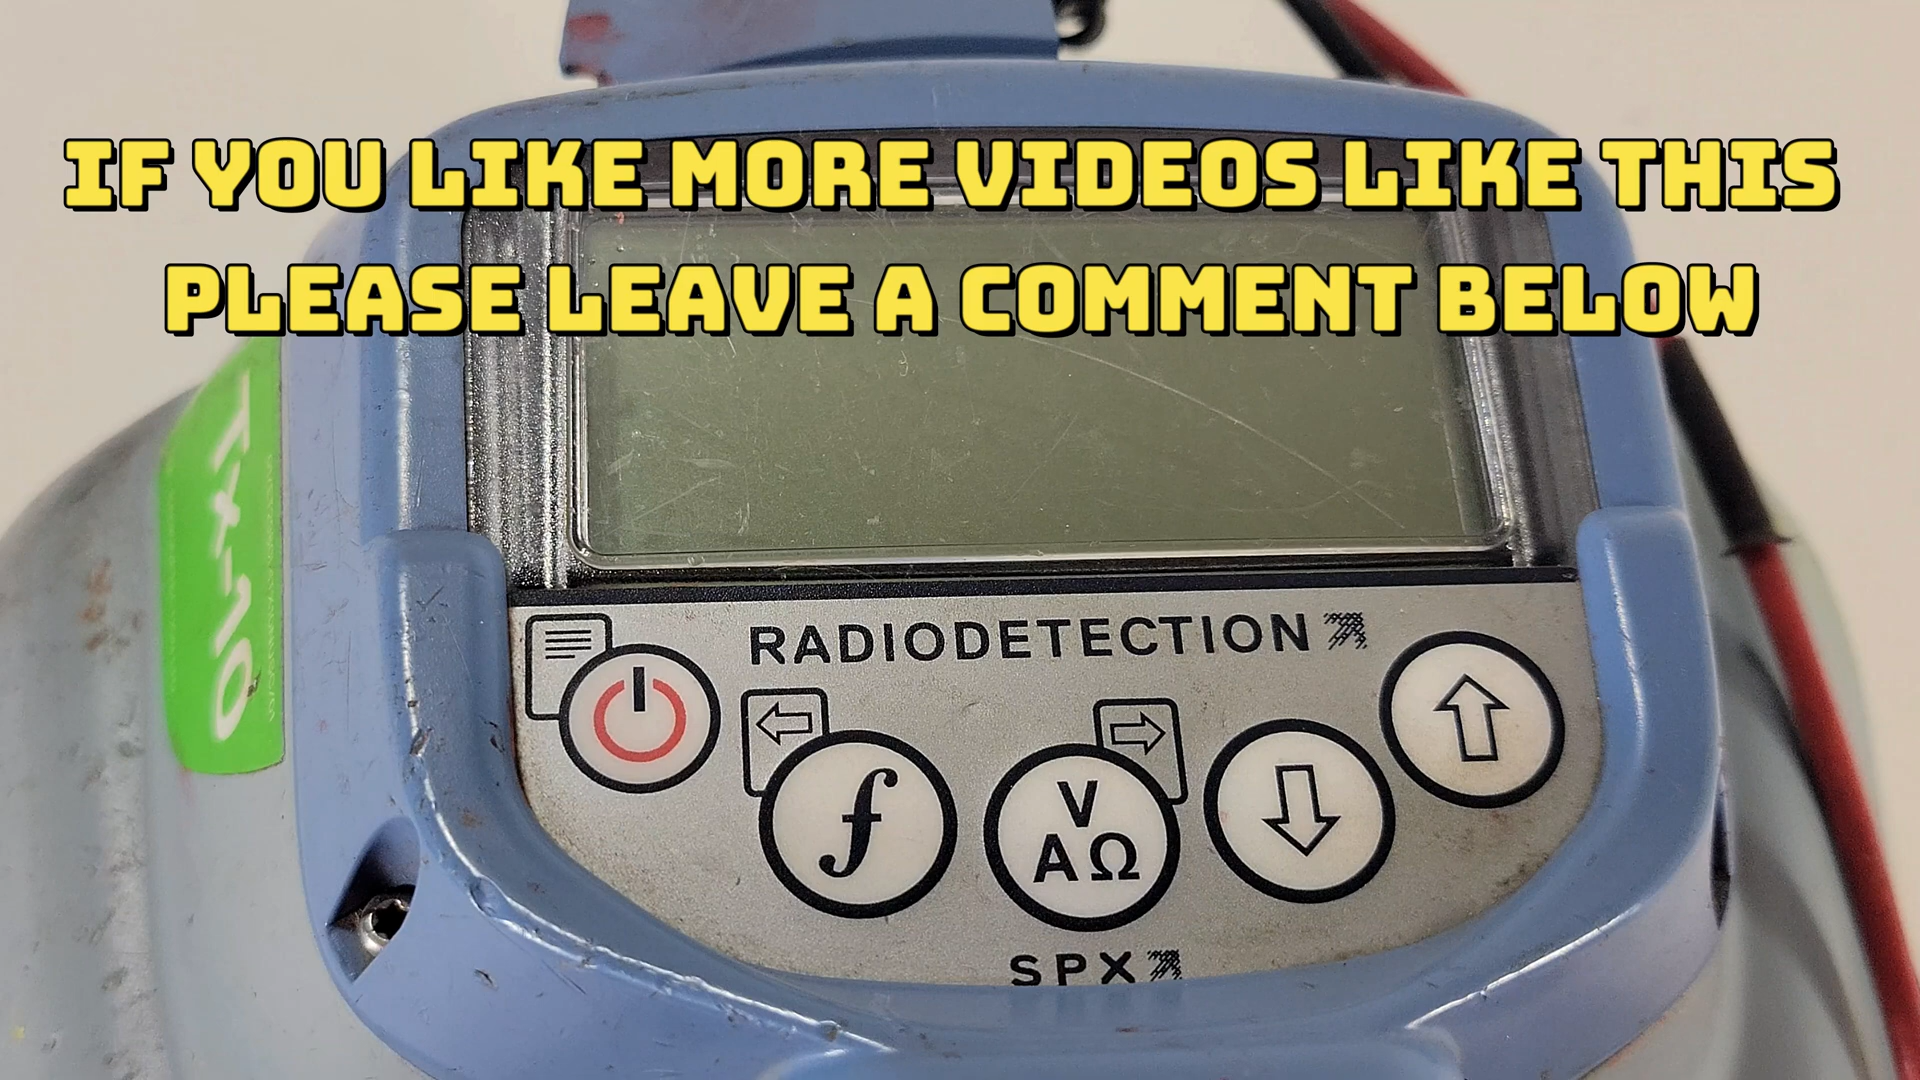 IF YOU LIKE MORE VIDEOS LIKE THIS
PLEASE LEAVE A COMMENT BELOW
Tx-10
RADIODETECTION
f
V
AΩ
SPX